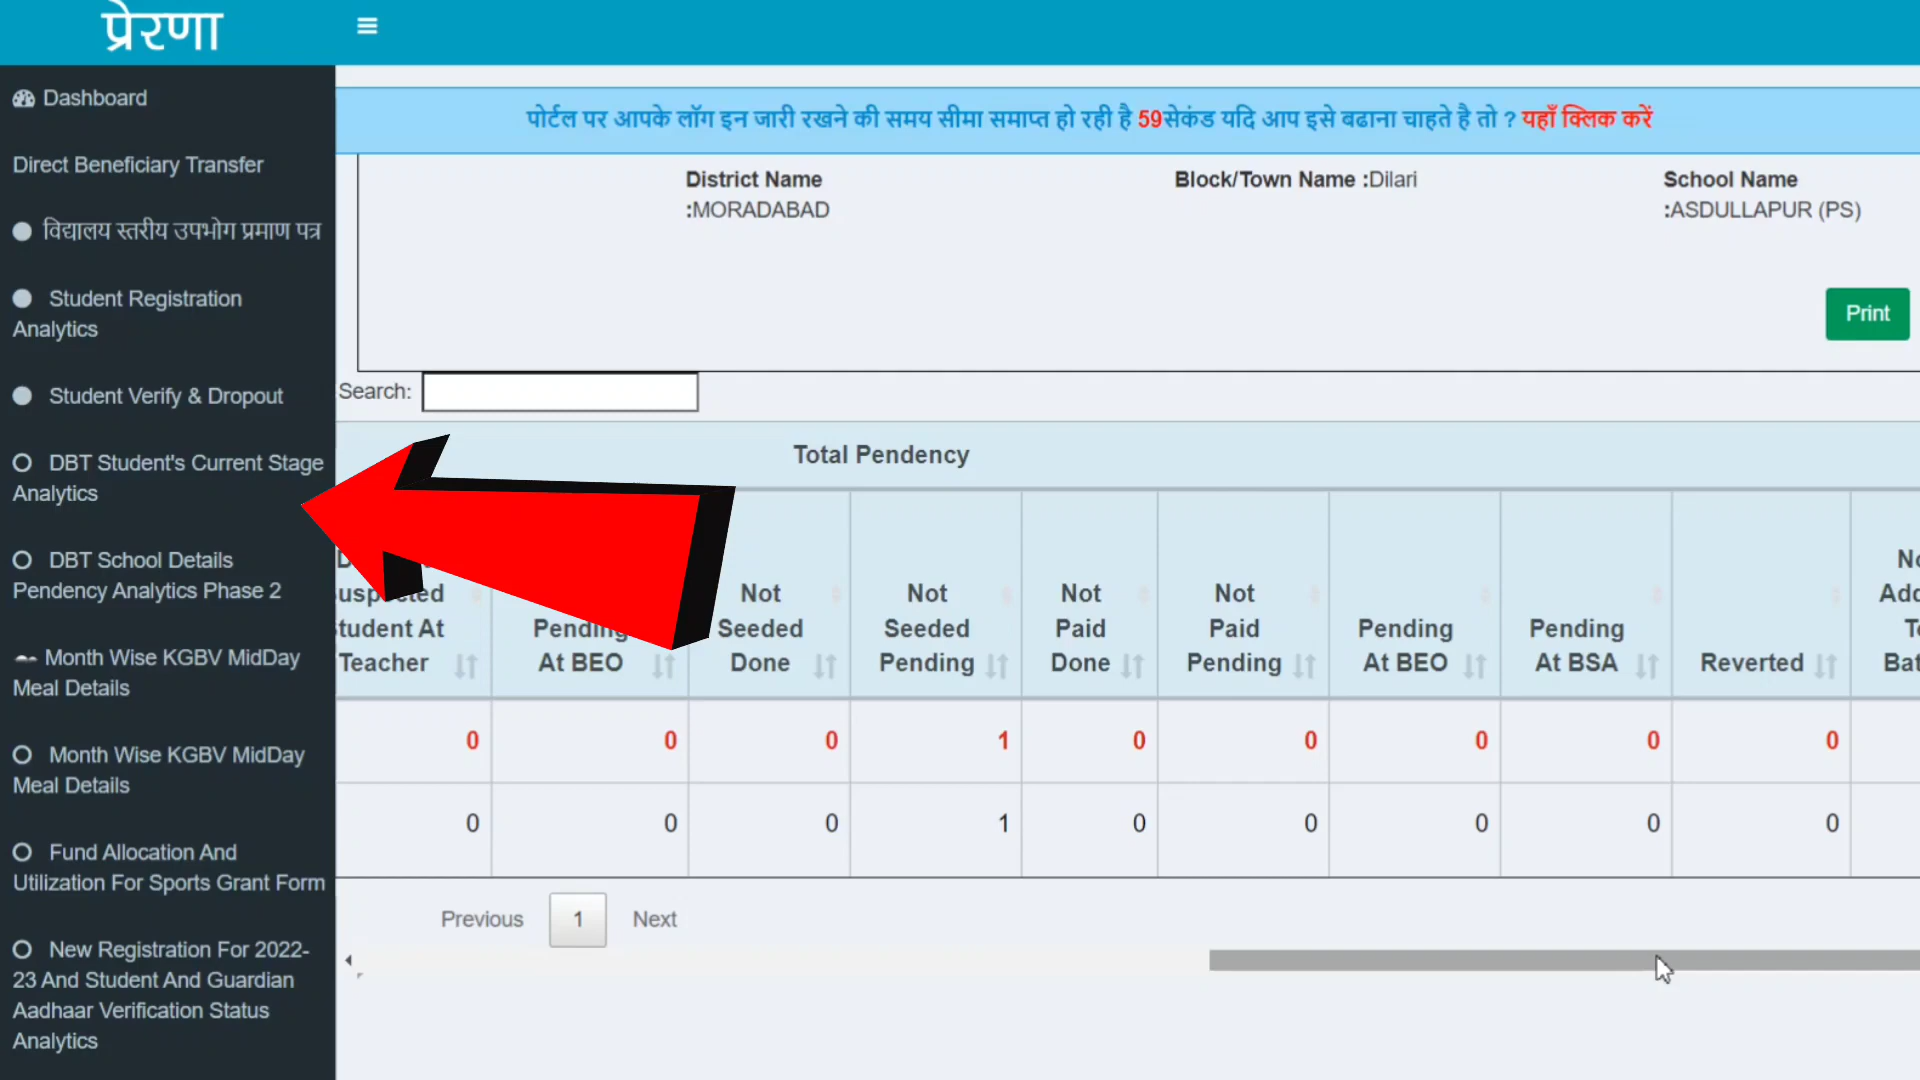 प्रेरणा
Dashboard
Direct Beneficiary Transfer
विद्यालय स्तरीय उपभोग प्रमाण पत्र
Student Registration
Analytics
Student Verify & Dropout
DBT Student's Current Stage
Analytics
DBT School Details
Pendency Analytics Phase 2
Month Wise KGBV MidDay
Meal Details
Month Wise KGBV MidDay
Meal Details
Fund Allocation And
Utilization For Sports Grant Form
New Registration For 2022-
23 And Student And Guardian
Aadhaar Verification Status
Analytics
पोर्टल पर आपके लॉग इन जारी रखने की समय सीमा समाप्त हो रही है 59सेकंड यदि आप इसे बढाना चाहते है तो ? यहाँ क्लिक करें
District Name
:MORADABAD
Block/Town Name :Dilari
School Name
:ASDULLAPUR (PS)
Print
Search:
Total Pendency
At
Teacher
Pending
At BEO
Not
Seeded
Done
Not
Seeded
Pending
Not
Paid
Done
Not
Paid
Pending
Pending
At BEO
Pending
At BSA
Reverted
0 0 0 1 0 0 0 0 0
0 0 0 1 0 0 0 0 0
Previous 1 Next